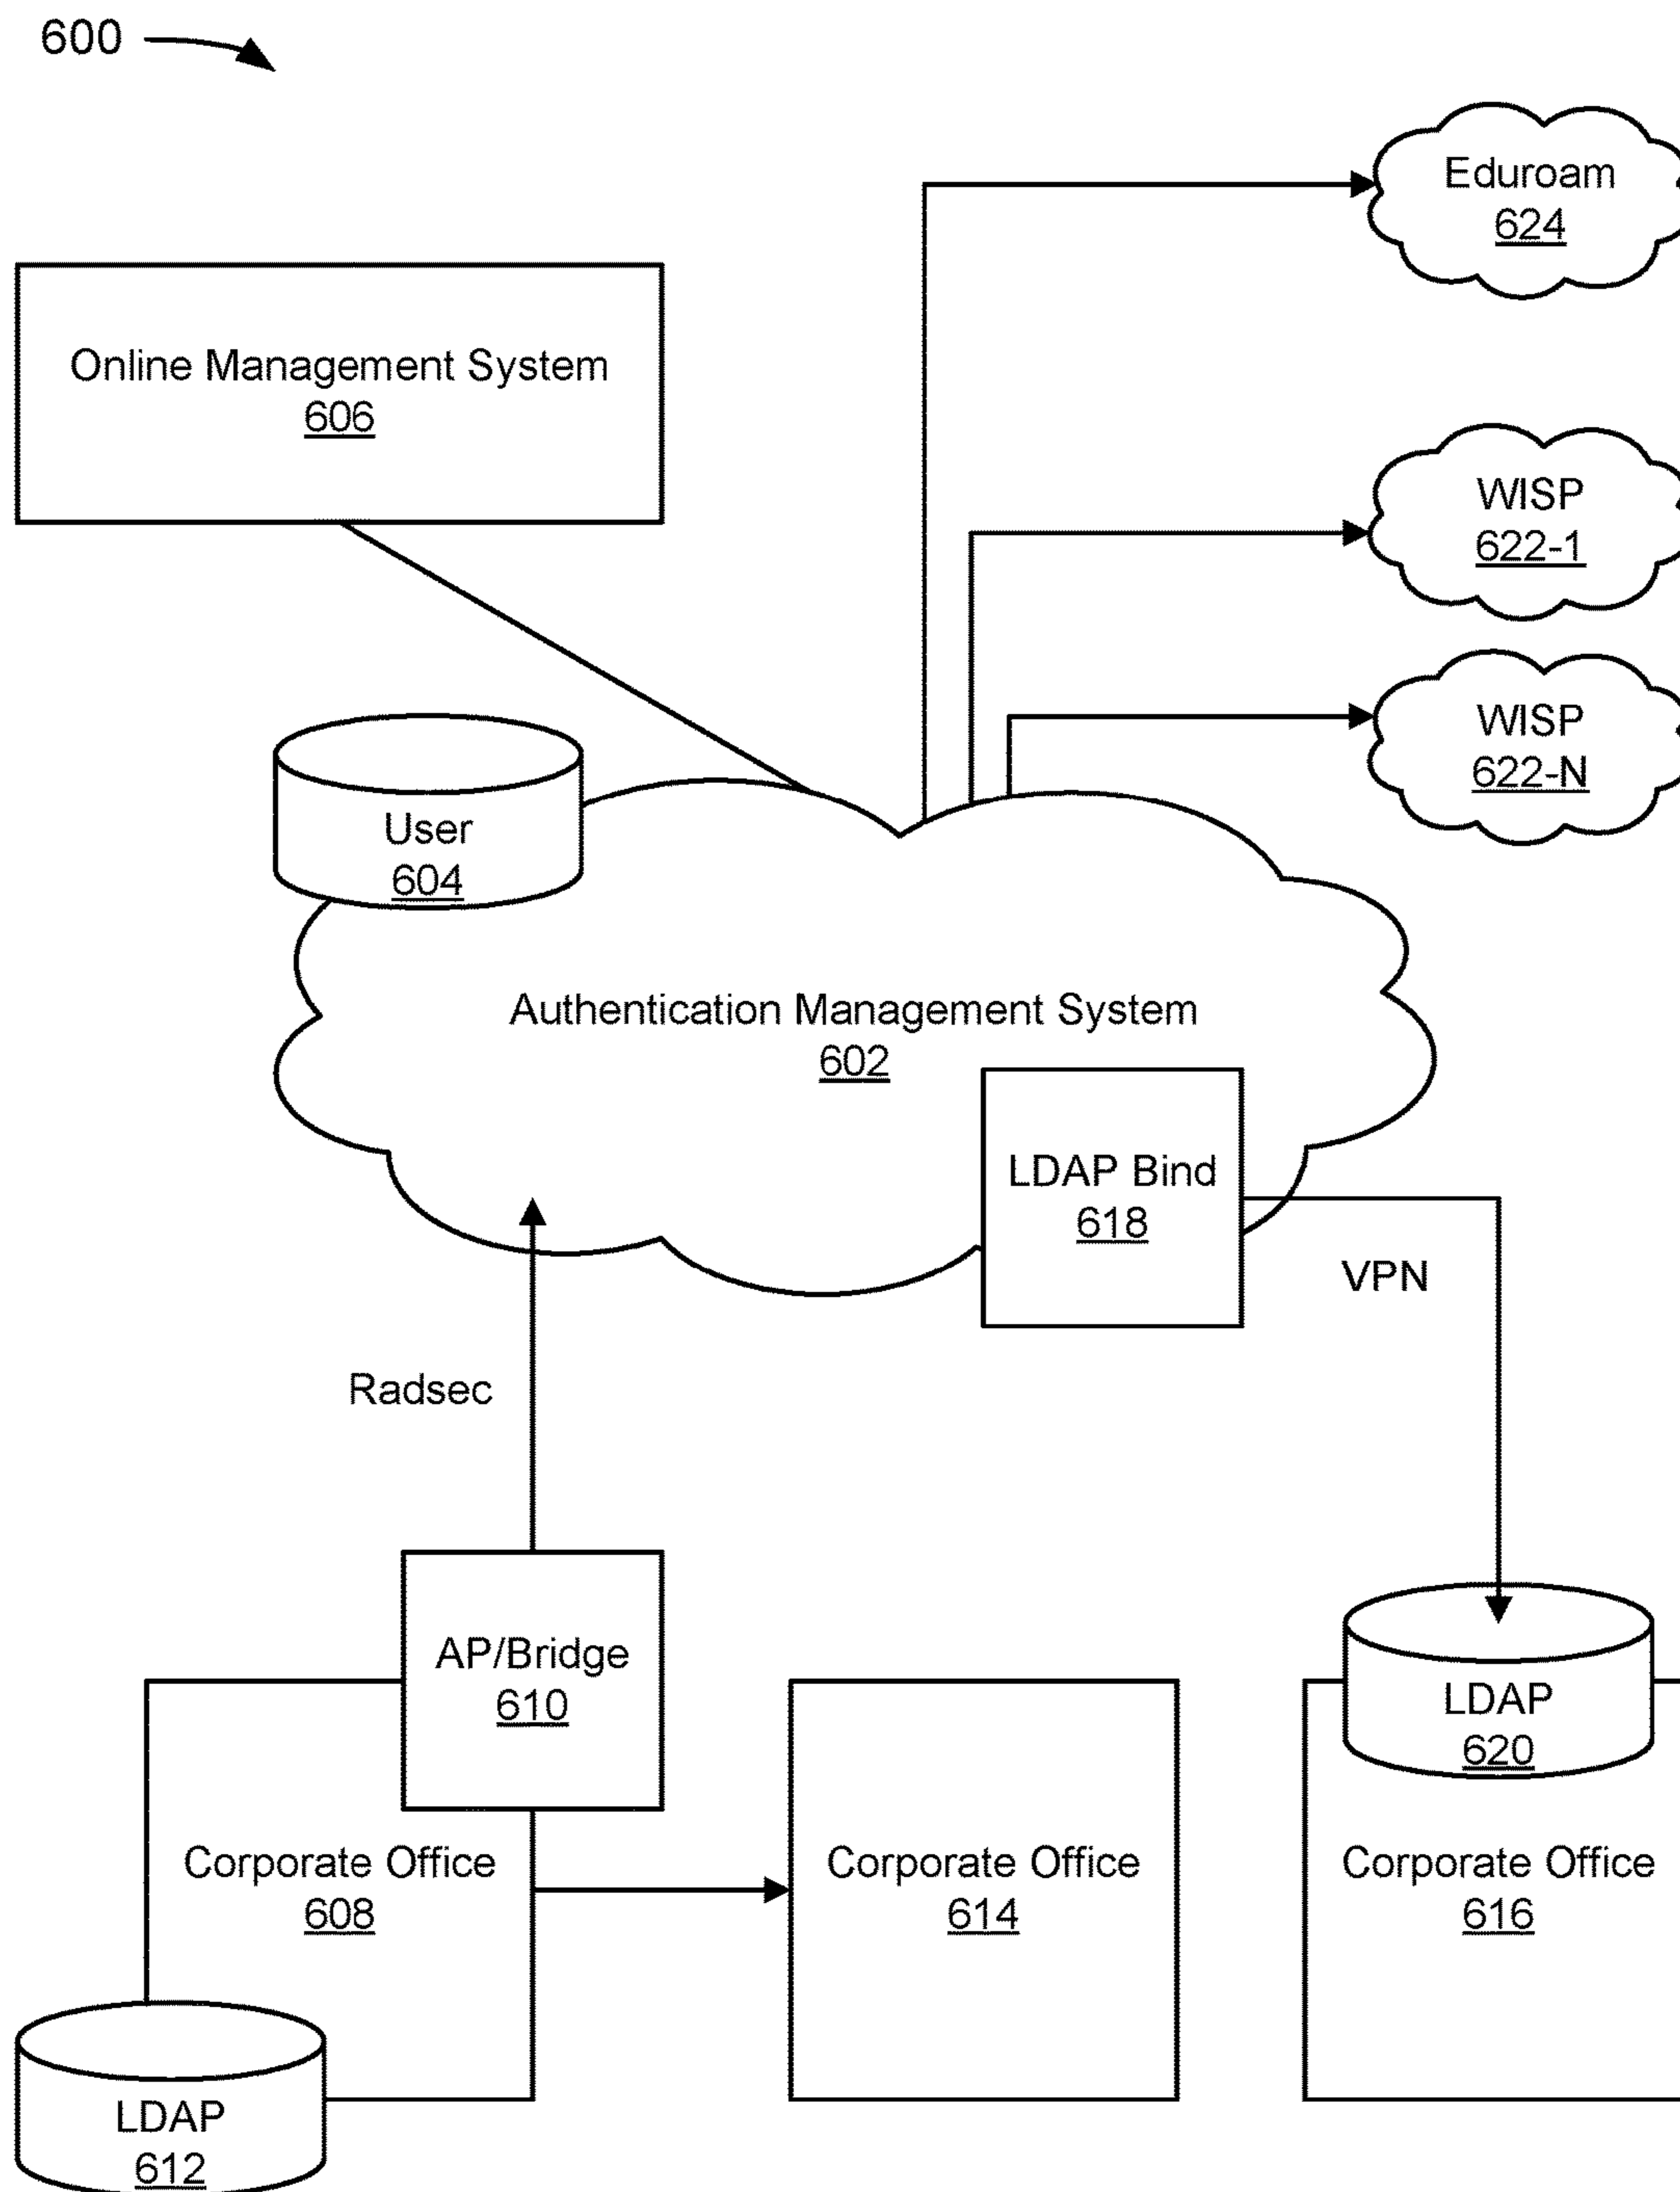 600
Eduroam
624
Online Management System
606
WISP
622-1
WISP
622-N
User
604
Authentication Management System
602
LDAP Bind
618
VPN
Radsec
AP/Bridge
610
LDAP
620
Corporate Office
608
Corporate Office
614
Corporate Office
616
LDAP
612